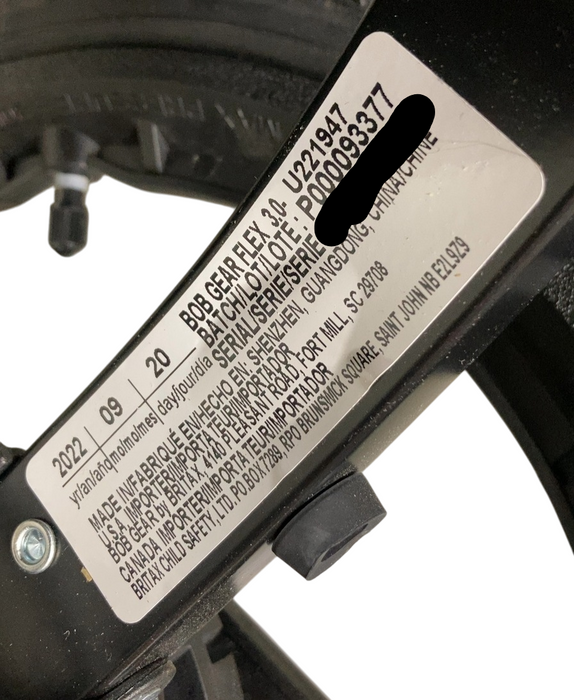 2022 09 20
yr/an/año mo/mo/mes day/jour/día
BOB GEAR FLEX 3.0- U221947
BATCH/LOT/LOTE: P000093377
SERIAL/SÉRIE/SERIE
MADE IN/FABRIQUÉ EN/HECHO EN: SHENZHEN, GUANGDONG, CHINA/CHINE
U.S.A. IMPORTER/IMPORTATEUR/IMPORTADOR
BOB GEAR by BRITAX, 4140 PLEASANT ROAD, FORT MILL, SC 29708
CANADA IMPORTER/IMPORTATEUR/IMPORTADOR
BRITAX CHILD SAFETY, LTD, PO.BOX 7289, RPO BRUNSWICK SQUARE, SAINT JOHN NB E2L9Z9